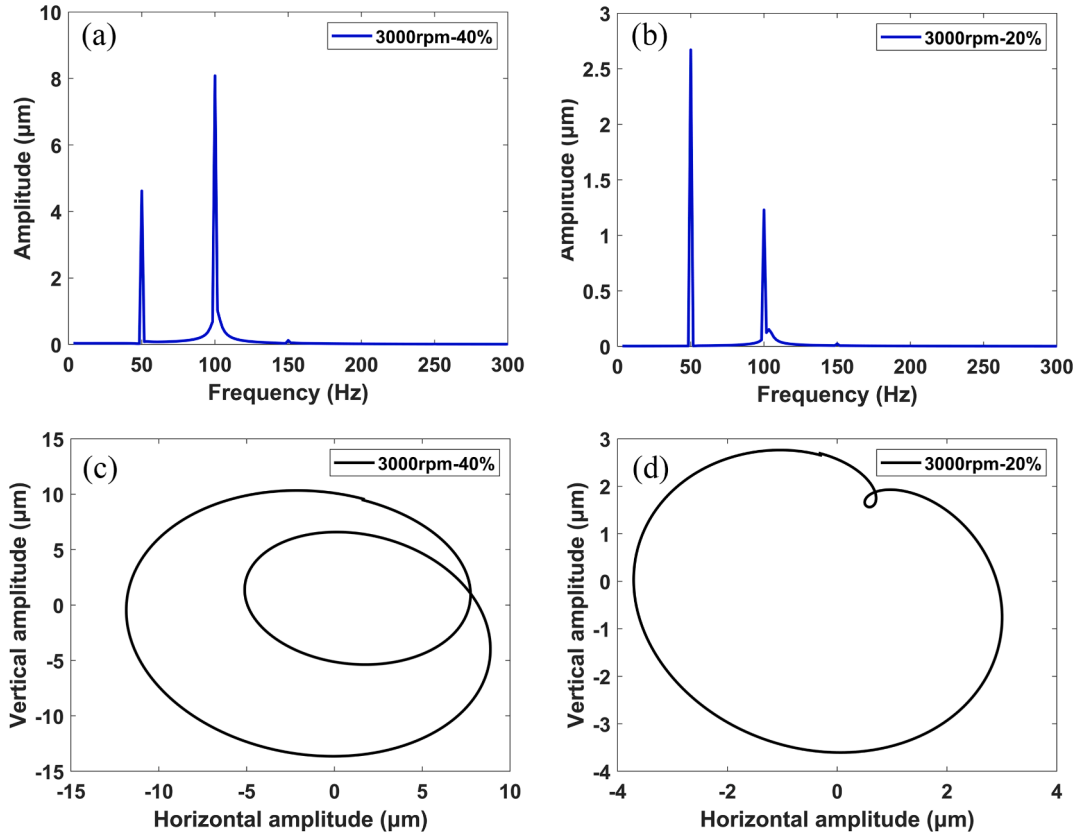 (a)
3000rpm-40%
Amplitude (µm)
10
8
6
4
2
0
0 50 100 150 200 250 300
Frequency (Hz)
(b)
3000rpm-20%
Amplitude (µm)
3
2.5
2
1.5
1
0.5
0
0 50 100 150 200 250 300
Frequency (Hz)
(c)
3000rpm-40%
Vertical amplitude (µm)
15
10
5
0
-5
-10
-15
-15 -10 -5 0 5 10
Horizontal amplitude (µm)
(d)
3000rpm-20%
Vertical amplitude (µm)
3
2
1
0
-1
-2
-3
-4
-4 -2 0 2 4
Horizontal amplitude (µm)